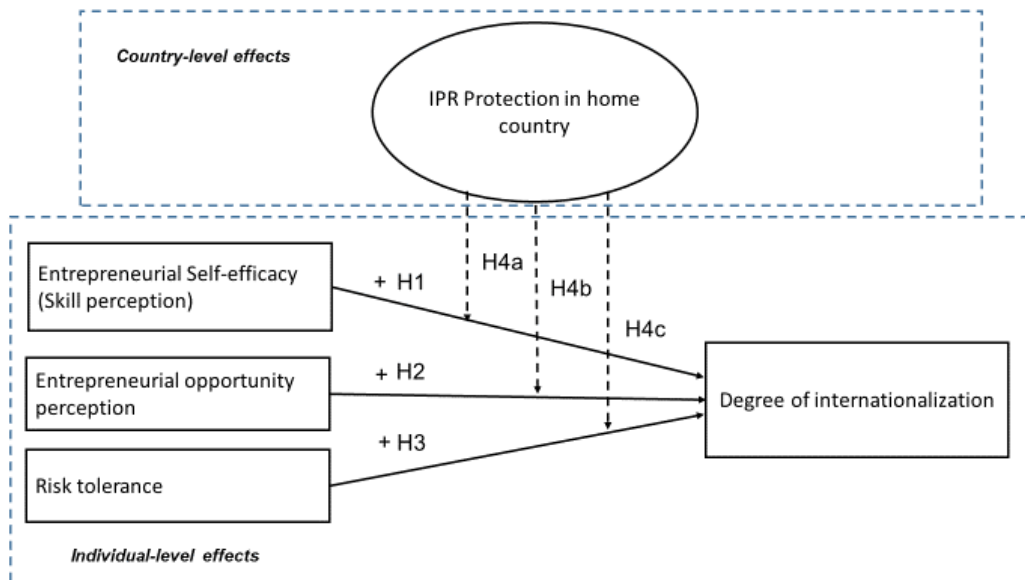 Country-level effects
IPR Protection in home
country
Entrepreneurial Self-efficacy
(Skill perception)
+ H1
H4a
H4b
H4c
Entrepreneurial opportunity
perception
+ H2
Degree of internationalization
+ H3
Risk tolerance
Individual-level effects